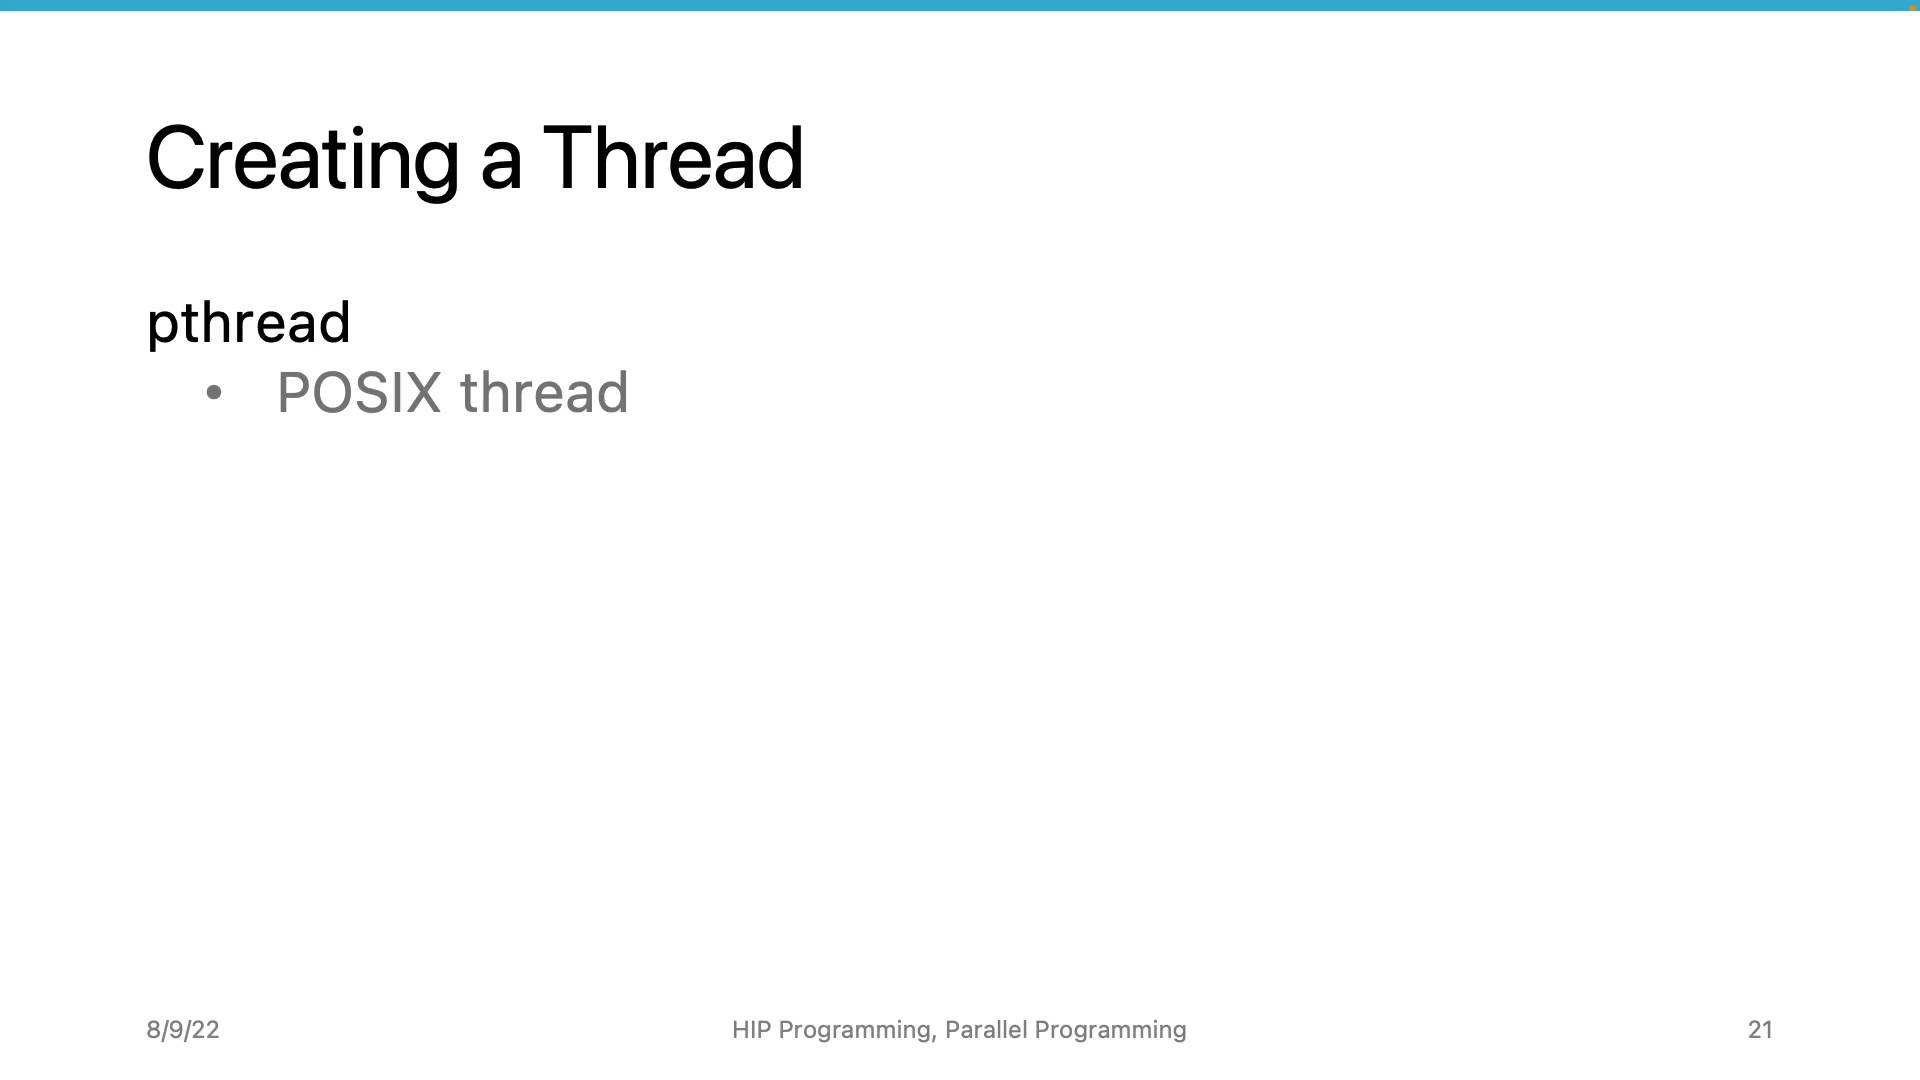 Creating a Thread
pthread
• POSIX thread
8/9/22
HIP Programming, Parallel Programming
21